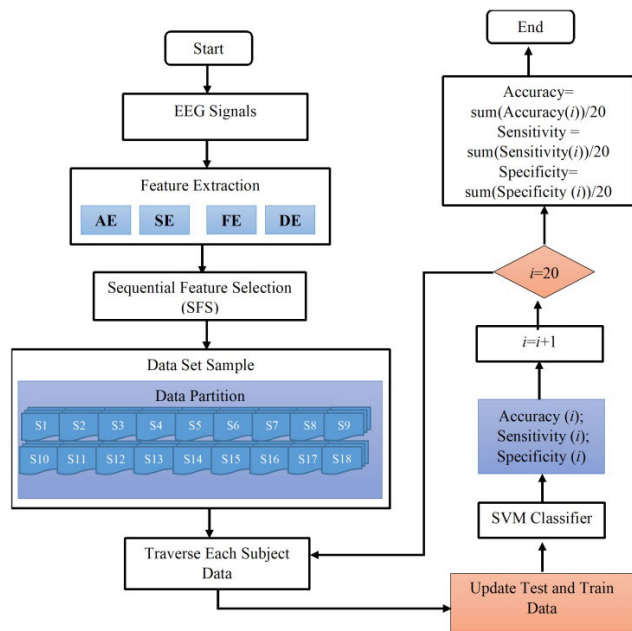 Start
EEG Signals
Feature Extraction
AE SE FE DE
Sequential Feature Selection
(SFS)
Data Set Sample
Data Partition
S1 S2 S3 S4 S5 S6 S7 S8 S9
S10 S11 S12 S13 S14 S15 S16 S17 S18
Traverse Each Subject
Data
Update Test and Train
Data
SVM Classifier
Accuracy (i);
Sensitivity (i);
Specificity (i)
i=i+1
i=20
Accuracy=
sum(Accuracy(i))/20
Sensitivity =
sum(Sensitivity(i))/20
Specificity=
sum(Specificity (i))/20
End